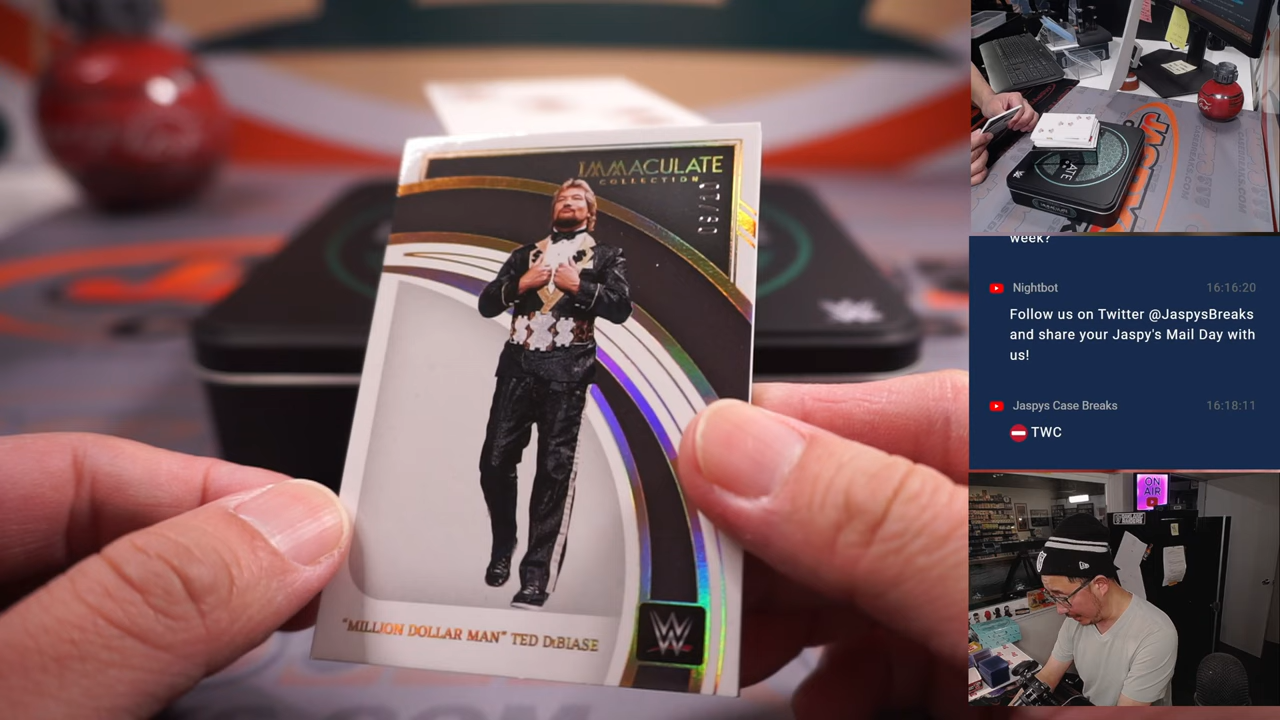 IMMACULATE
COLLECTION
"MILLION DOLLAR MAN" TED DiBIASE
W
week?
Nightbot
16:16:20
Follow us on Twitter @JaspysBreaks
and share your Jaspy's Mail Day with
us!
Jaspys Case Breaks
16:18:11
TWC
ON
AIR